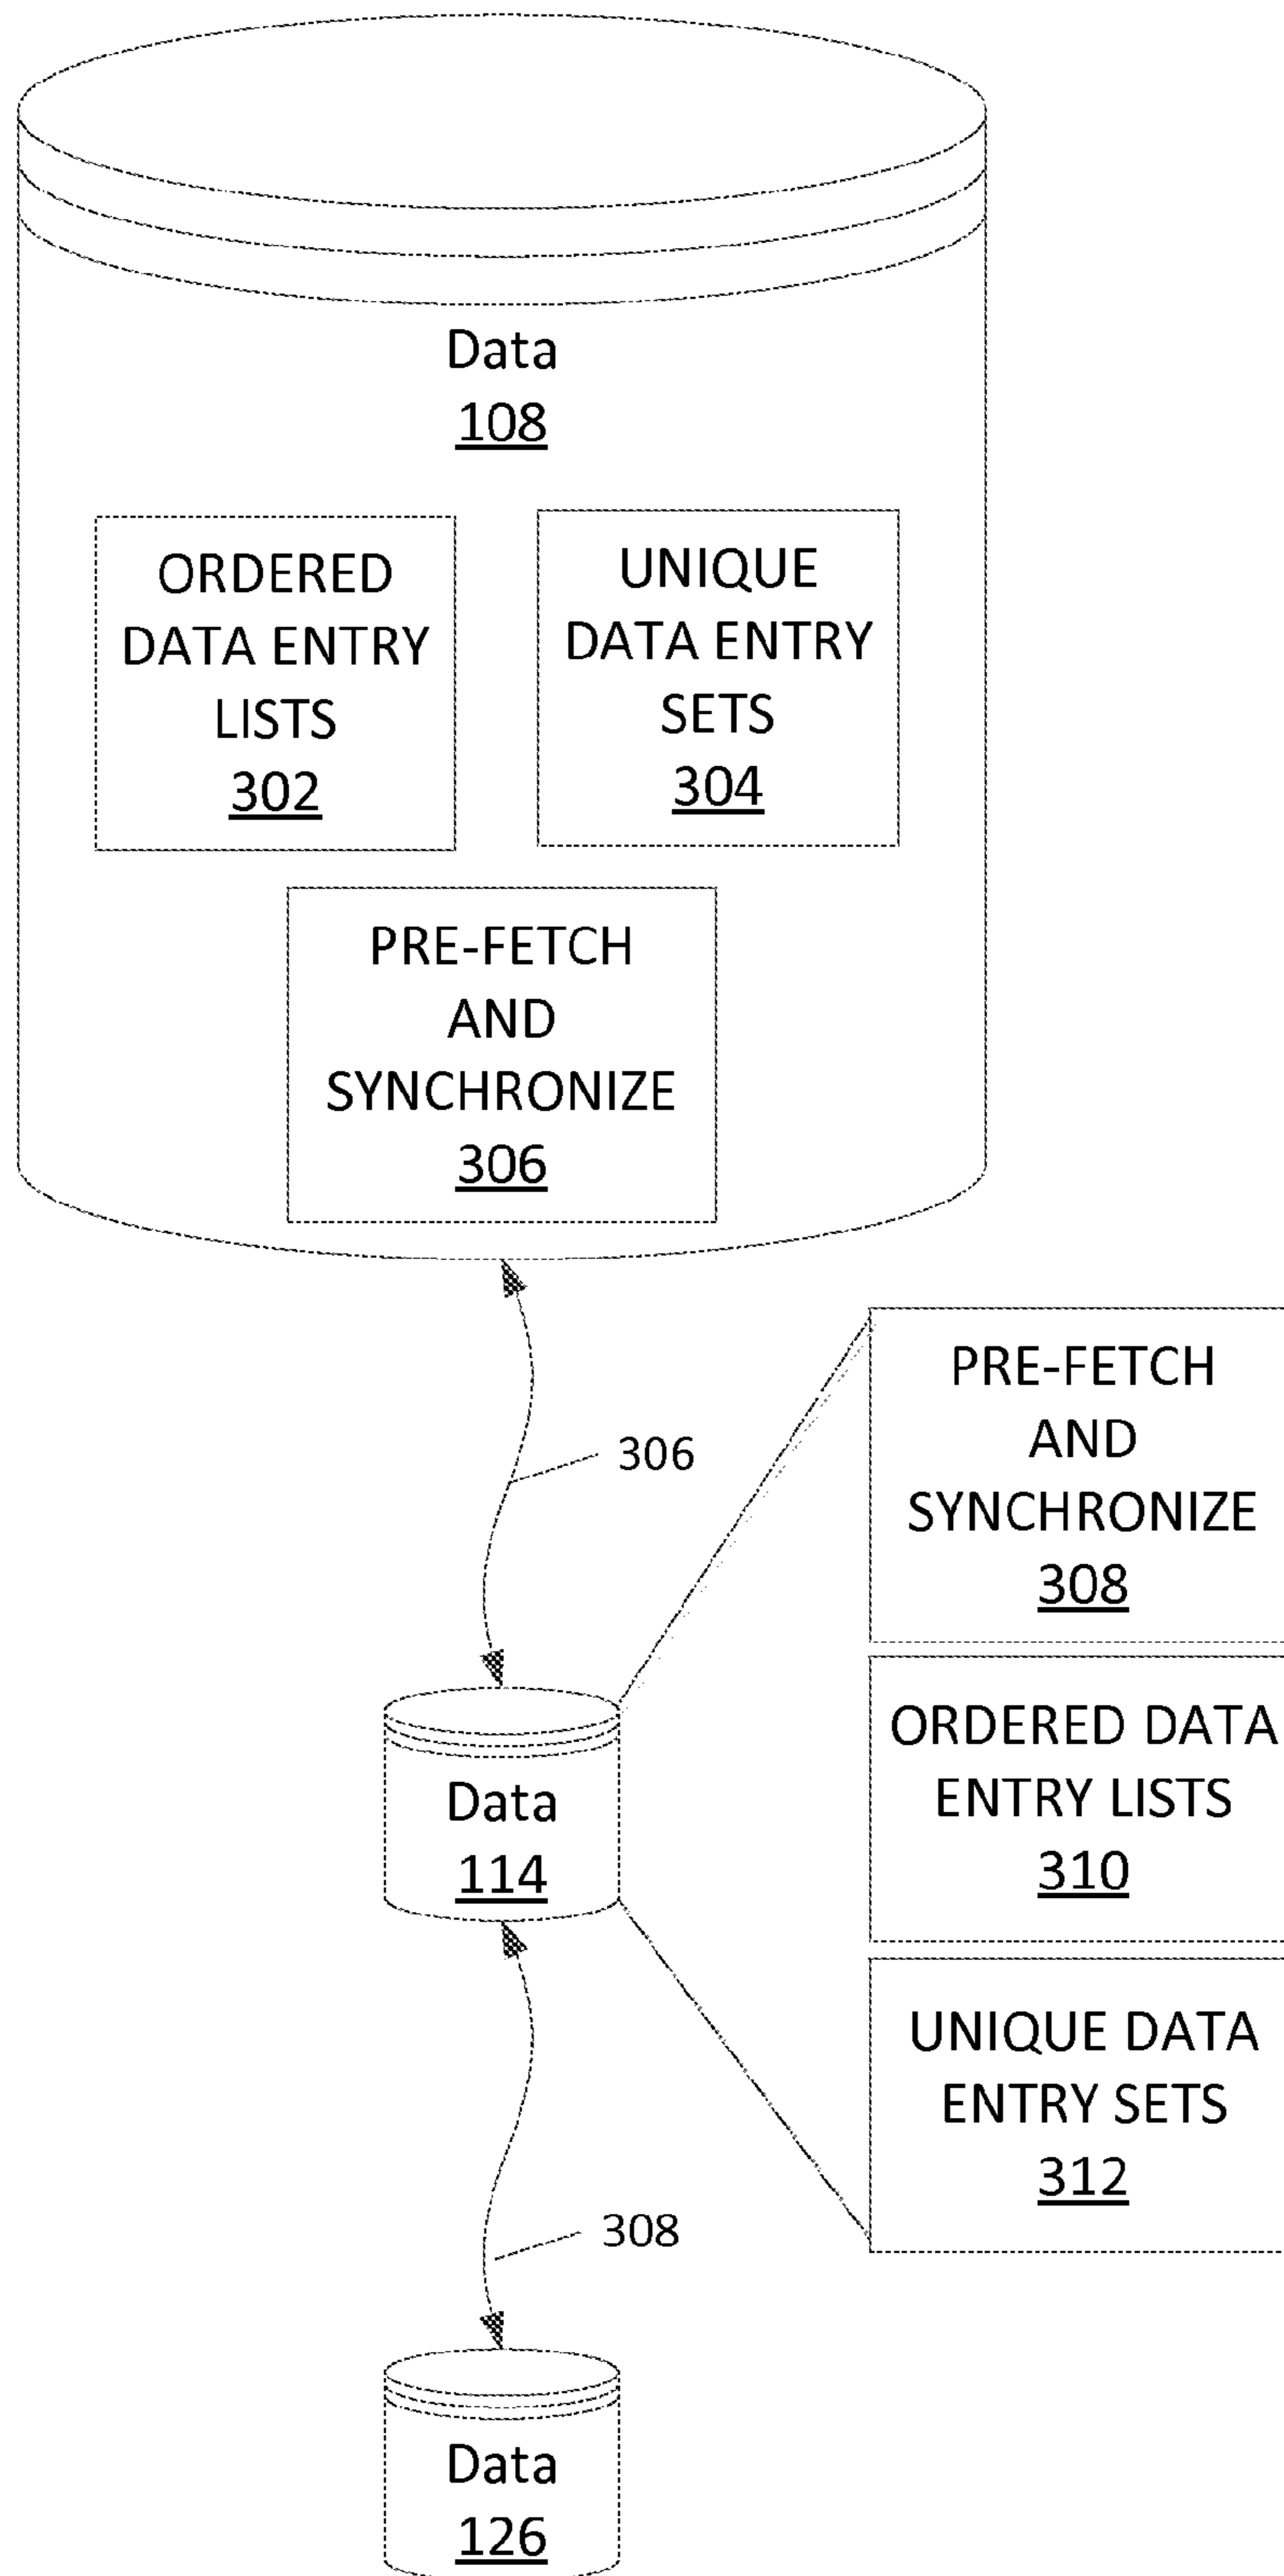 Data
108
ORDERED
DATA ENTRY
LISTS
302
UNIQUE
DATA ENTRY
SETS
304
PRE-FETCH
AND
SYNCHRONIZE
306
306
PRE-FETCH
AND
SYNCHRONIZE
308
ORDERED DATA
ENTRY LISTS
310
UNIQUE DATA
ENTRY SETS
312
Data
114
308
Data
126